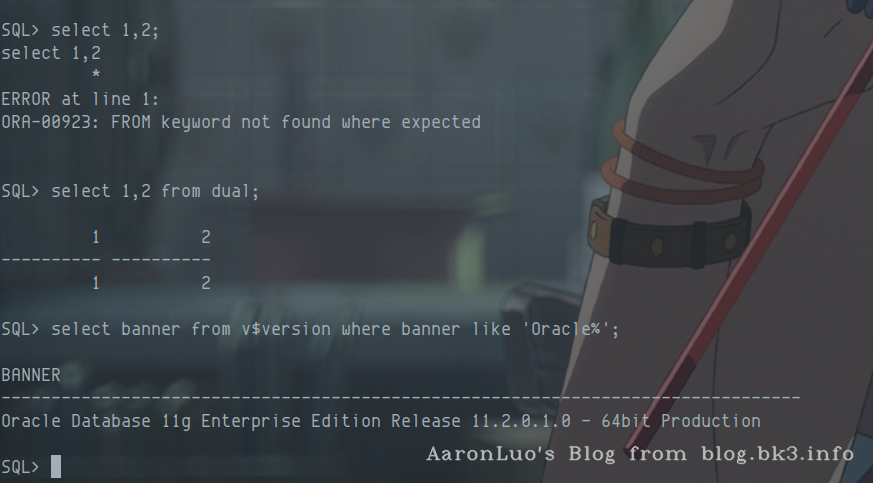 SQL> select 1,2;
select 1,2
         *
ERROR at line 1:
ORA-00923: FROM keyword not found where expected
SQL> select 1,2 from dual;
         1          2
---------- ----------
         1          2
SQL> select banner from v$version where banner like 'Oracle%';
BANNER
--------------------------------------------------------------------------------
Oracle Database 11g Enterprise Edition Release 11.2.0.1.0 - 64bit Production
SQL>
AaronLuo's Blog from blog.bk3.info